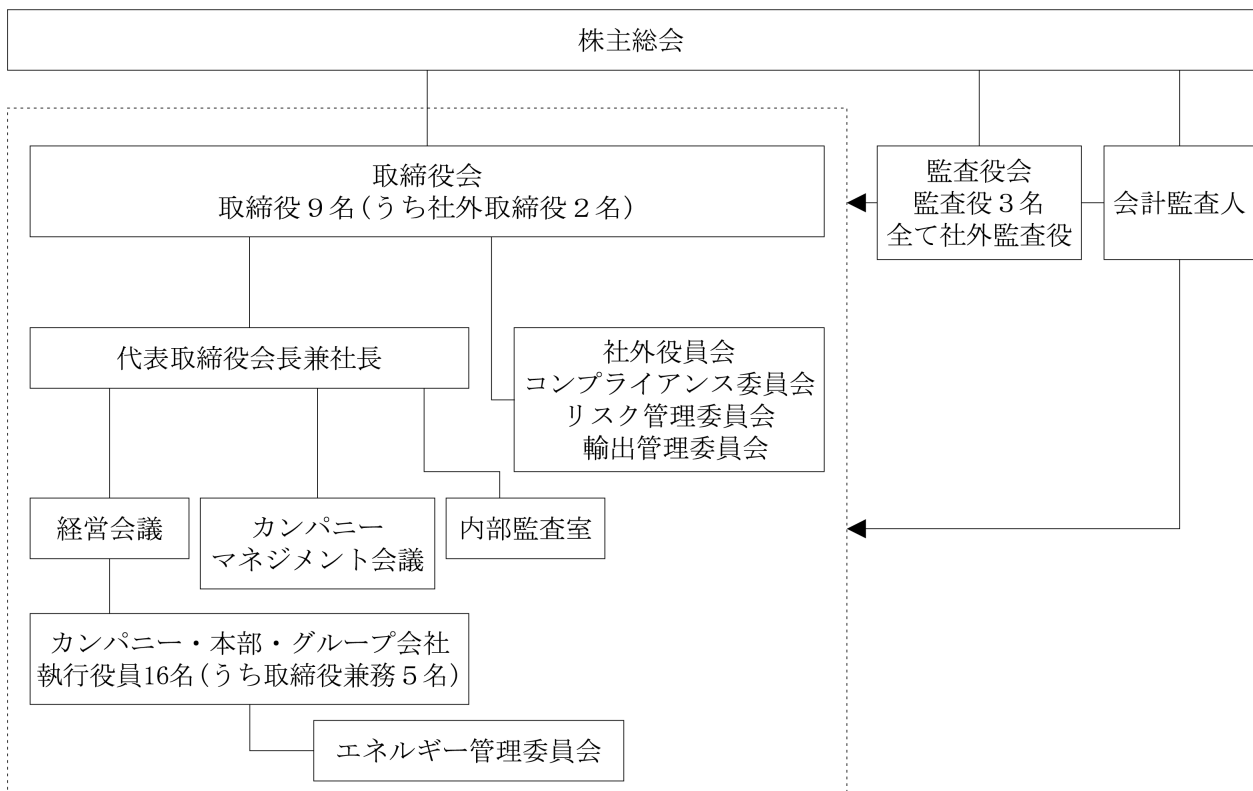 株主総会
取締役会
取締役９名(うち社外取締役２名)
監査役会
監査役３名
全て社外監査役
会計監査人
代表取締役会長兼社長
社外役員会
コンプライアンス委員会
リスク管理委員会
輸出管理委員会
経営会議
カンパニー
マネジメント会議
内部監査室
カンパニー・本部・グループ会社
執行役員16名(うち取締役兼務５名)
エネルギー管理委員会